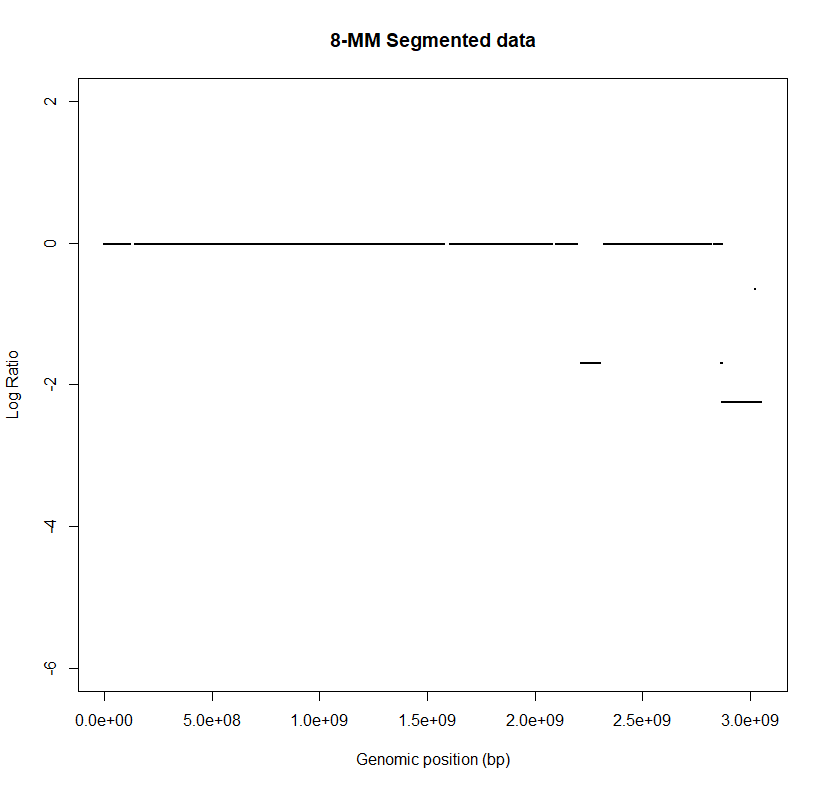 8-MM Segmented data
2
0
-2
-4
-6
Log Ratio
0.0e+00 5.0e+08 1.0e+09 1.5e+09 2.0e+09 2.5e+09 3.0e+09
Genomic position (bp)